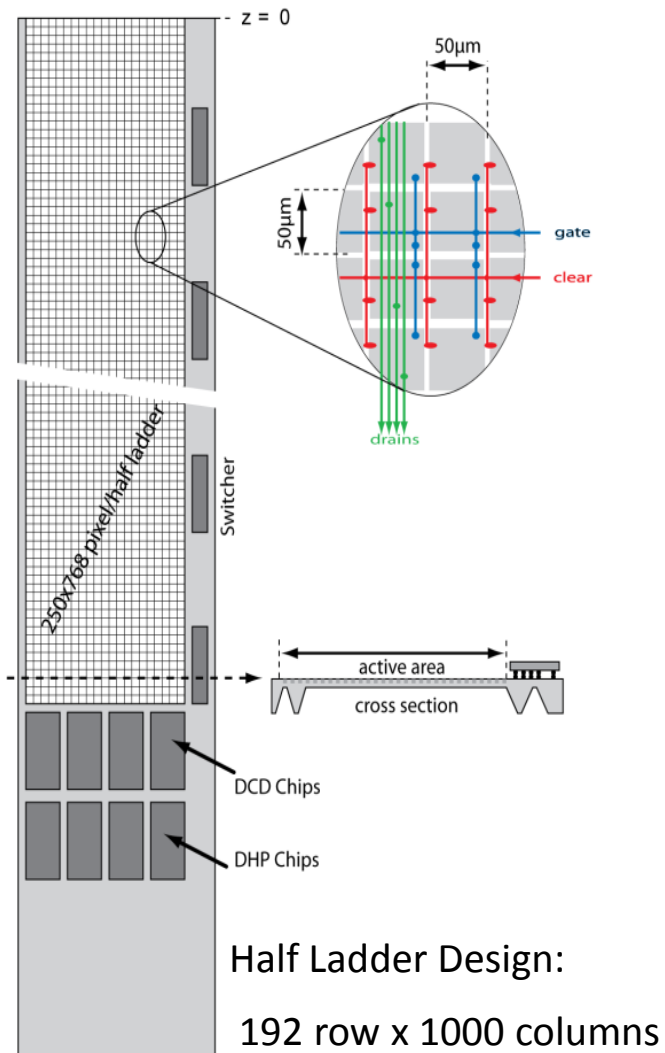 z = 0
50µm
50µm
gate
clear
drains
250x768 pixel/half ladder
Switcher
active area
cross section
DCD Chips
DHP Chips
Half Ladder Design:
192 row x 1000 columns